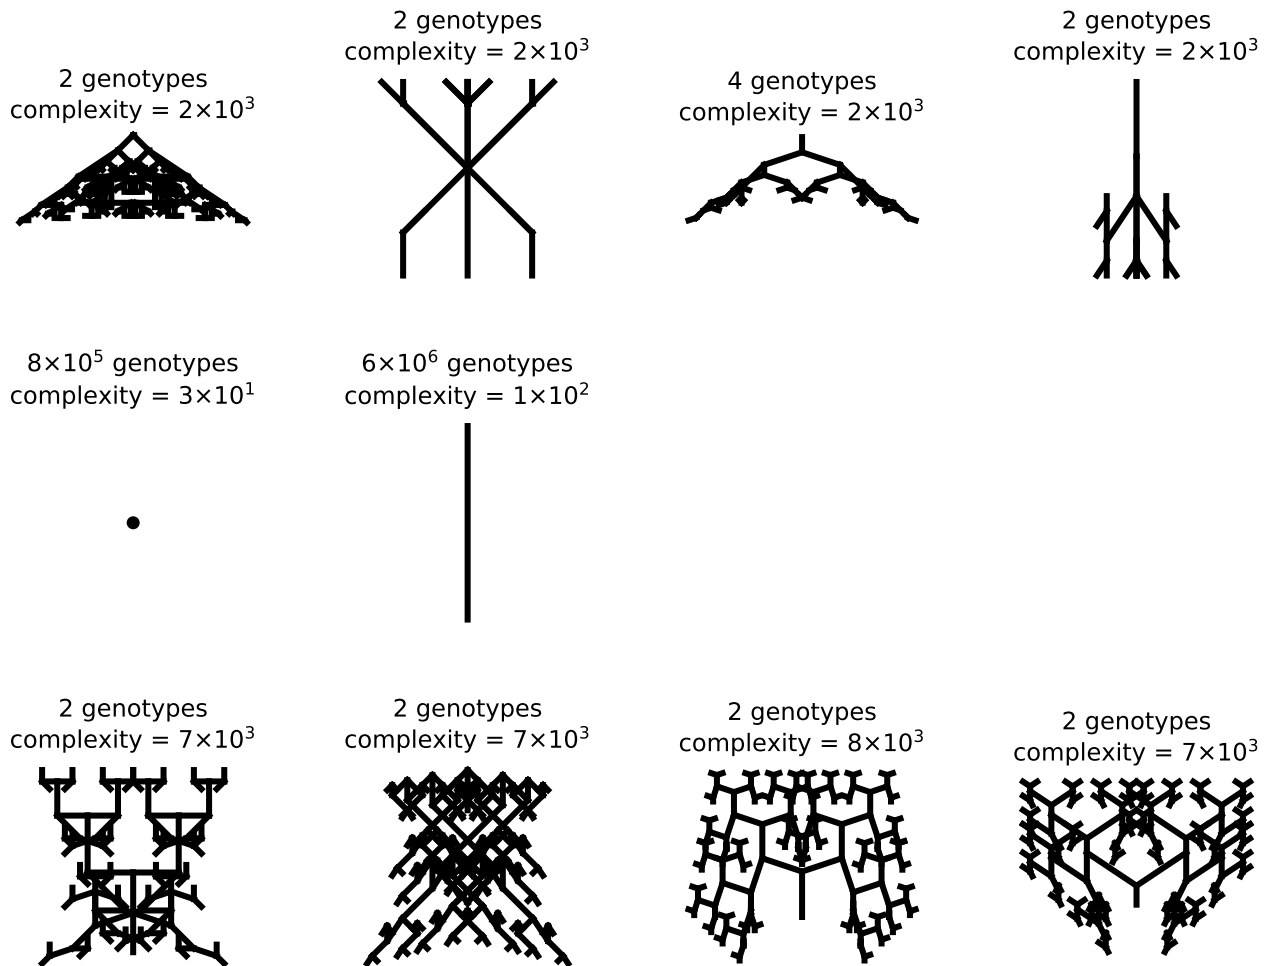 2 genotypes
complexity = 2×10³
2 genotypes
complexity = 2×10³
4 genotypes
complexity = 2×10³
2 genotypes
complexity = 2×10³
8×10⁵ genotypes
complexity = 3×10¹
6×10⁶ genotypes
complexity = 1×10²
2 genotypes
complexity = 7×10³
2 genotypes
complexity = 7×10³
2 genotypes
complexity = 8×10³
2 genotypes
complexity = 7×10³